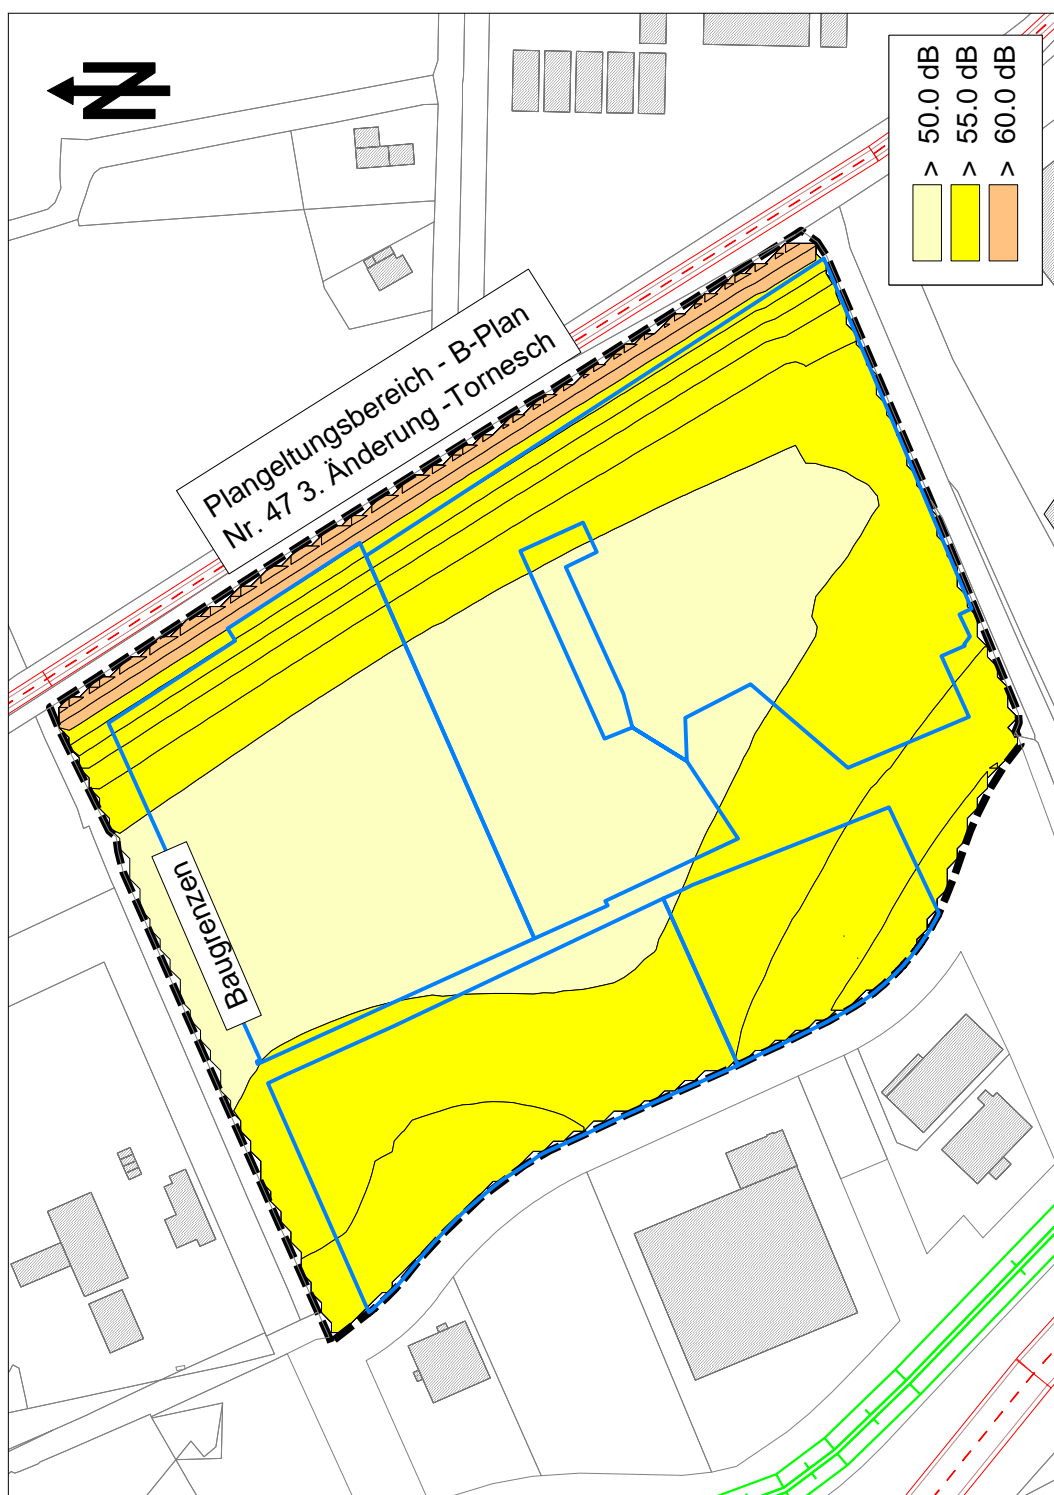 N
Plangeltungsbereich - B-Plan
Nr. 47 3. Änderung -Tornesch
Baugrenzen
> 50.0 dB
> 55.0 dB
> 60.0 dB